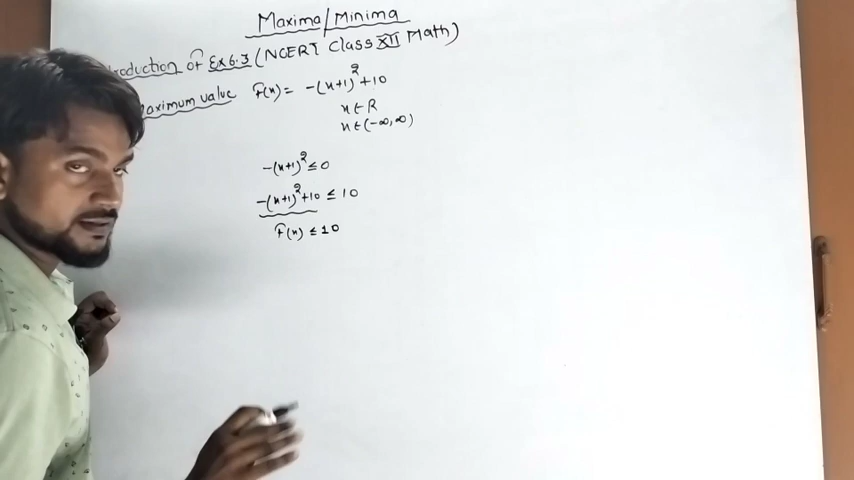 Maxima/Minima
troduction of Ex 6.3 (NCERT Class XII Math)
aximum value f(x) = -(x+1)²+10
x ∈ R
x ∈ (-∞,∞)
-(x+1)² ≤ 0
-(x+1)²+10 ≤ 10
f(x) ≤ 10